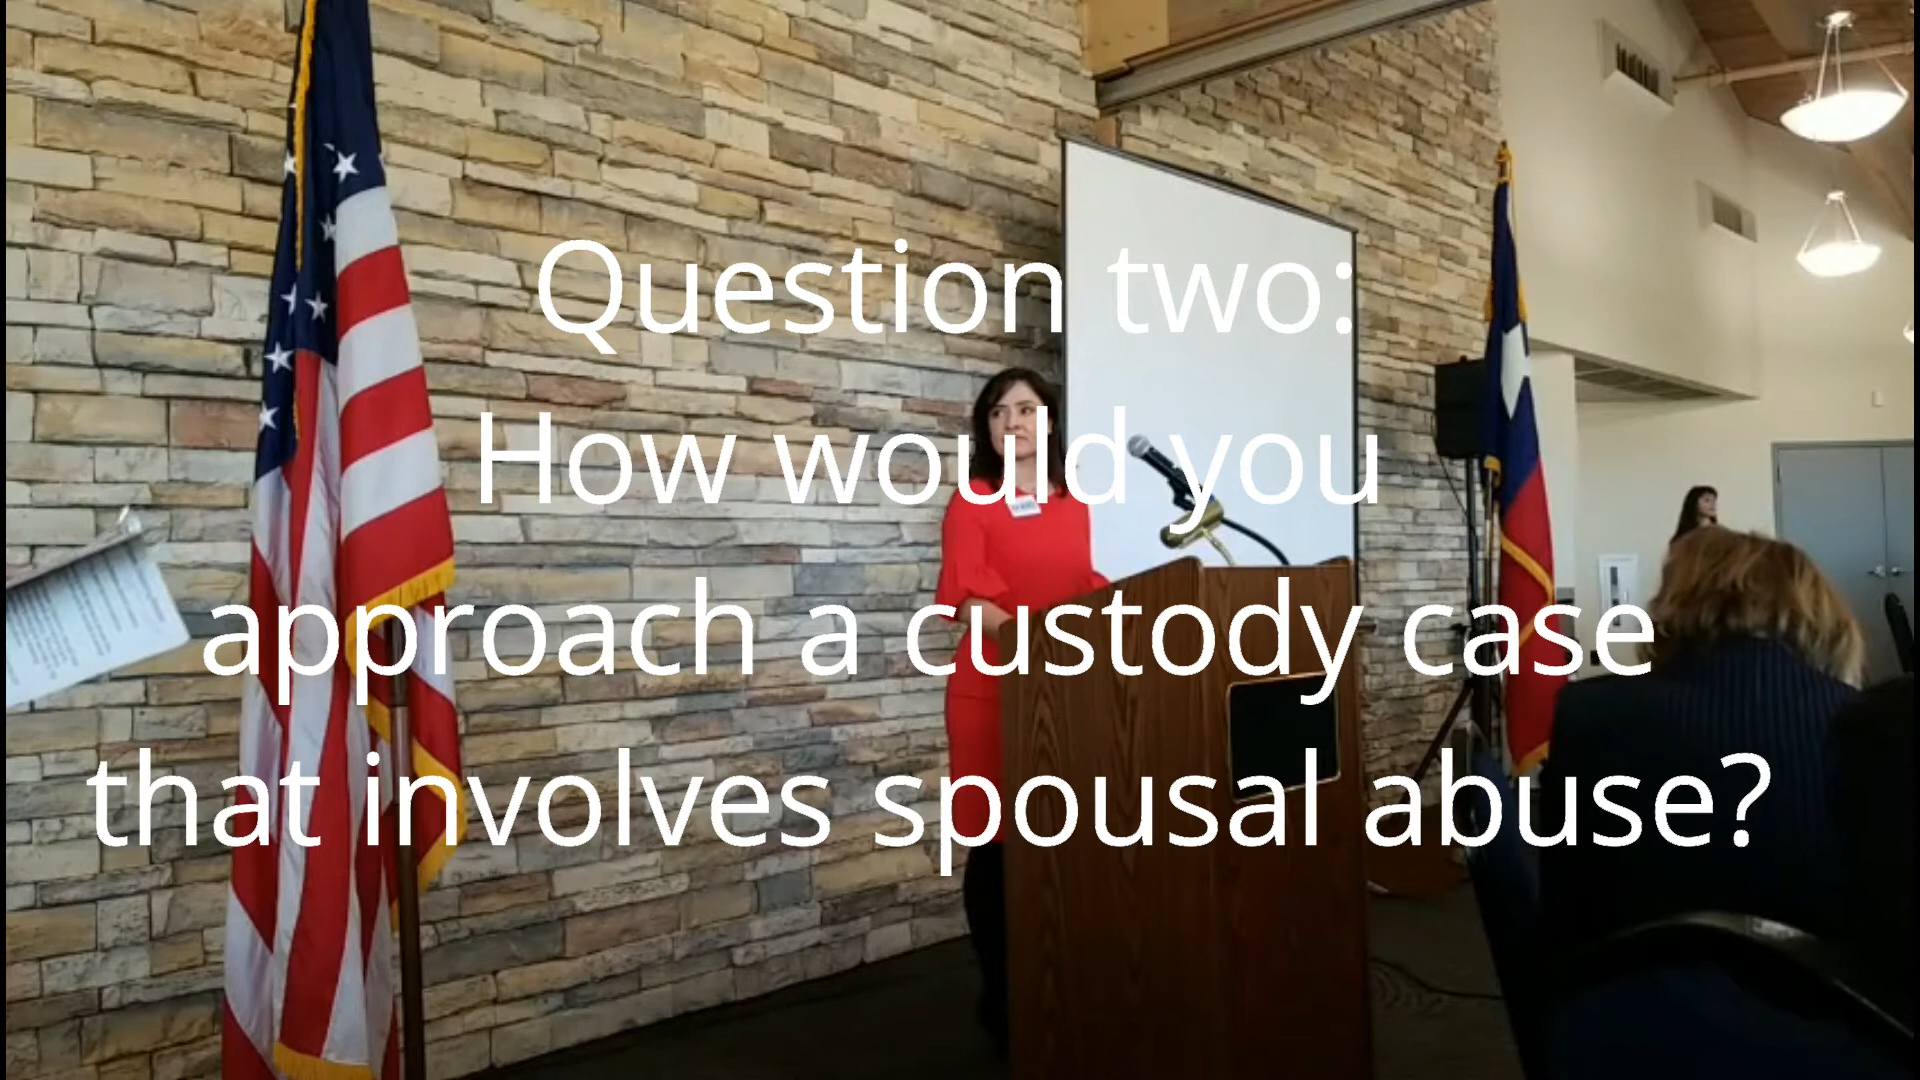 Question two:
How would you
approach a custody case
that involves spousal abuse?